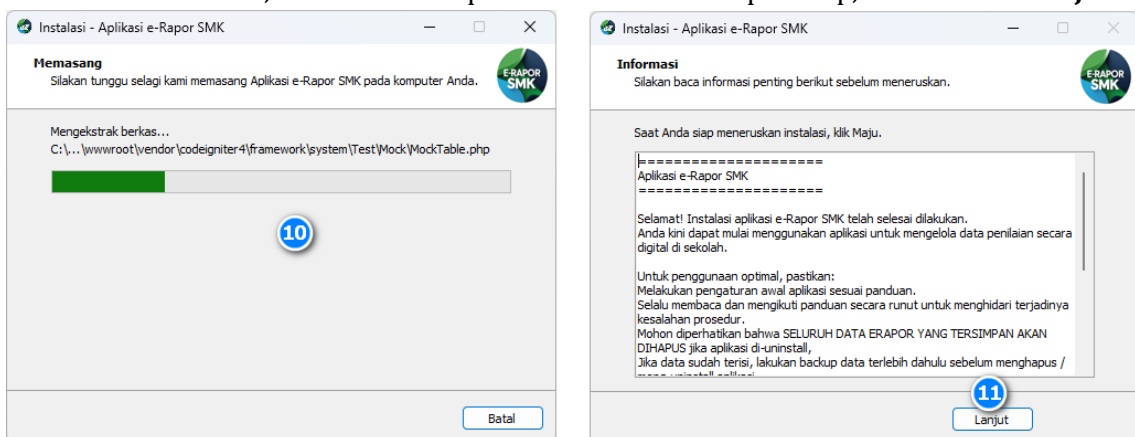 Instalasi - Aplikasi e-Rapor SMK
Memasang
Silakan tunggu selagi kami memasang Aplikasi e-Rapor SMK pada komputer Anda.
E-RAPOR
SMK
Mengekstrak berkas...
C:\...\wwwroot\vendor\codeigniter4\framework\system\Test\Mock\MockTable.php
10
Batal
Instalasi - Aplikasi e-Rapor SMK
Informasi
Silakan baca informasi penting berikut sebelum meneruskan.
E-RAPOR
SMK
Saat Anda siap meneruskan instalasi, klik Maju.
=====================
Aplikasi e-Rapor SMK
=====================
Selamat! Instalasi aplikasi e-Rapor SMK telah selesai dilakukan.
Anda kini dapat mulai menggunakan aplikasi untuk mengelola data penilaian secara
digital di sekolah.
Untuk penggunaan optimal, pastikan:
Melakukan pengaturan awal aplikasi sesuai panduan.
Selalu membaca dan mengikuti panduan secara runut untuk menghidari terjadinya
kesalahan prosedur.
Mohon diperhatikan bahwa SELURUH DATA ERAPOR YANG TERSIMPAN AKAN
DIHAPUS jika aplikasi di-uninstall,
Jika data sudah terisi, lakukan backup data terlebih dahulu sebelum menghapus /
11
Lanjut